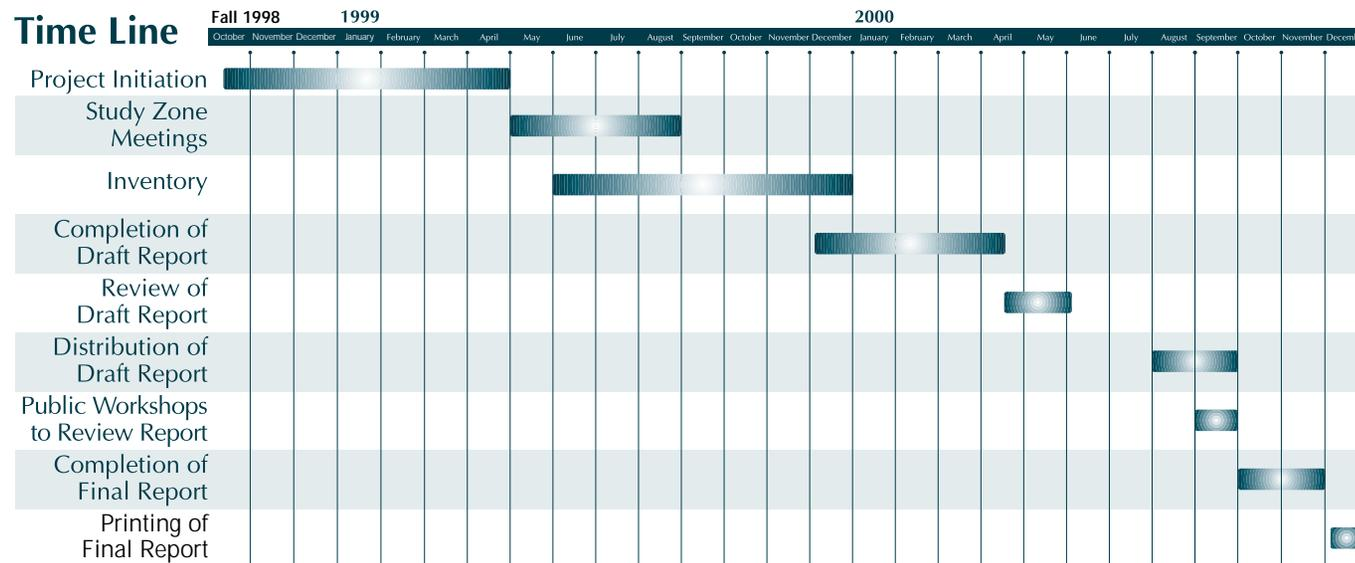 Time Line
Fall 1998 1999 2000
October November December January February March April May June July August September October November December January February March April May June July August September October November Decem
Project Initiation
Study Zone
Meetings
Inventory
Completion of
Draft Report
Review of
Draft Report
Distribution of
Draft Report
Public Workshops
to Review Report
Completion of
Final Report
Printing of
Final Report